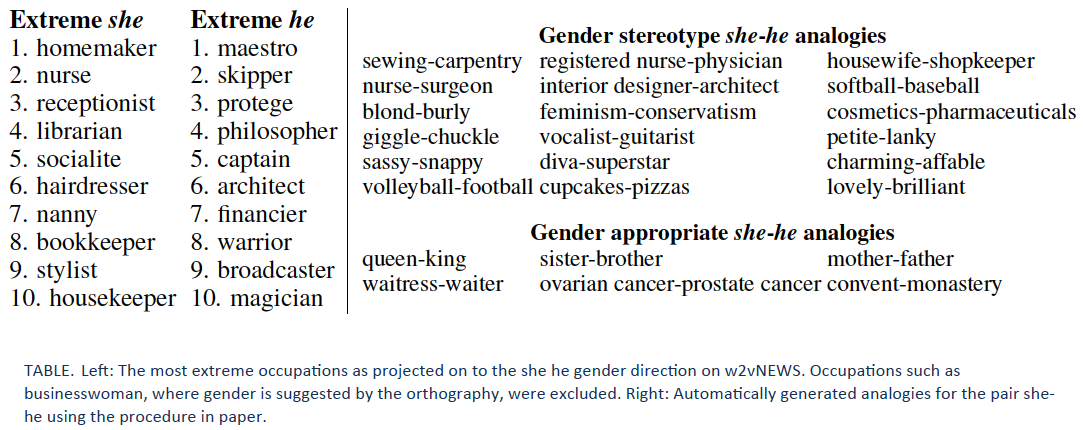 Extreme she
1. homemaker
2. nurse
3. receptionist
4. librarian
5. socialite
6. hairdresser
7. nanny
8. bookkeeper
9. stylist
10. housekeeper
Extreme he
1. maestro
2. skipper
3. protege
4. philosopher
5. captain
6. architect
7. financier
8. warrior
9. broadcaster
10. magician
Gender stereotype she-he analogies
sewing-carpentry registered nurse-physician housewife-shopkeeper
nurse-surgeon interior designer-architect softball-baseball
blond-burly feminism-conservatism cosmetics-pharmaceuticals
giggle-chuckle vocalist-guitarist petite-lanky
sassy-snappy diva-superstar charming-affable
volleyball-football cupcakes-pizzas lovely-brilliant
Gender appropriate she-he analogies
queen-king sister-brother mother-father
waitress-waiter ovarian cancer-prostate cancer convent-monastery
TABLE. Left: The most extreme occupations as projected on to the she he gender direction on w2vNEWS. Occupations such as
businesswoman, where gender is suggested by the orthography, were excluded. Right: Automatically generated analogies for the pair she-
he using the procedure in paper.